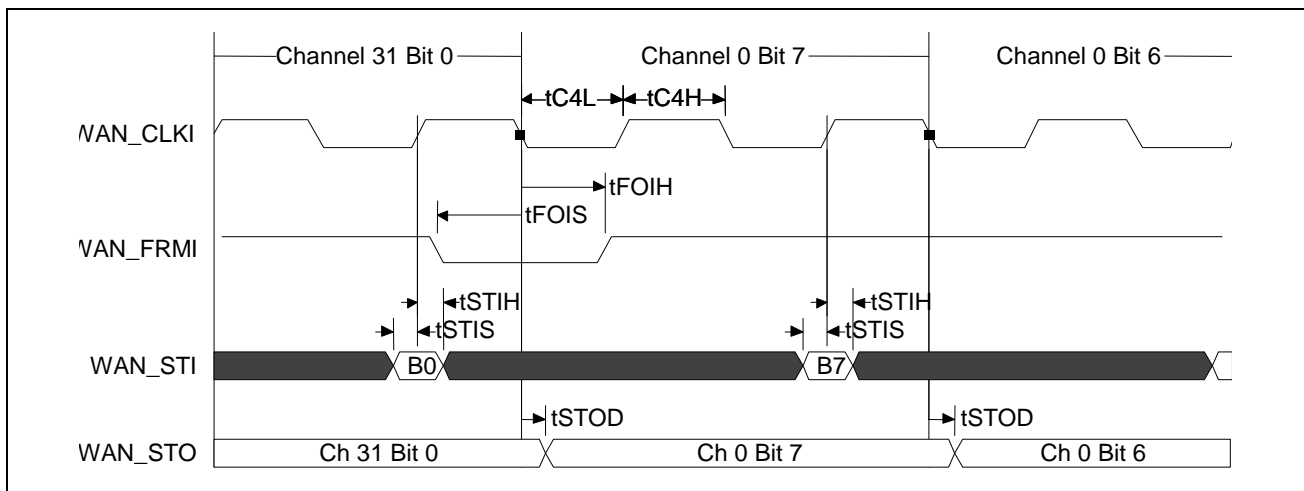 Channel 31 Bit 0 Channel 0 Bit 7 Channel 0 Bit 6
tC4L tC4H
WAN_CLKI
tFOIH
tFOIS
WAN_FRMI
tSTIH tSTIH
tSTIS tSTIS
WAN_STI B0 B7
tSTOD tSTOD
WAN_STO Ch 31 Bit 0 Ch 0 Bit 7 Ch 0 Bit 6